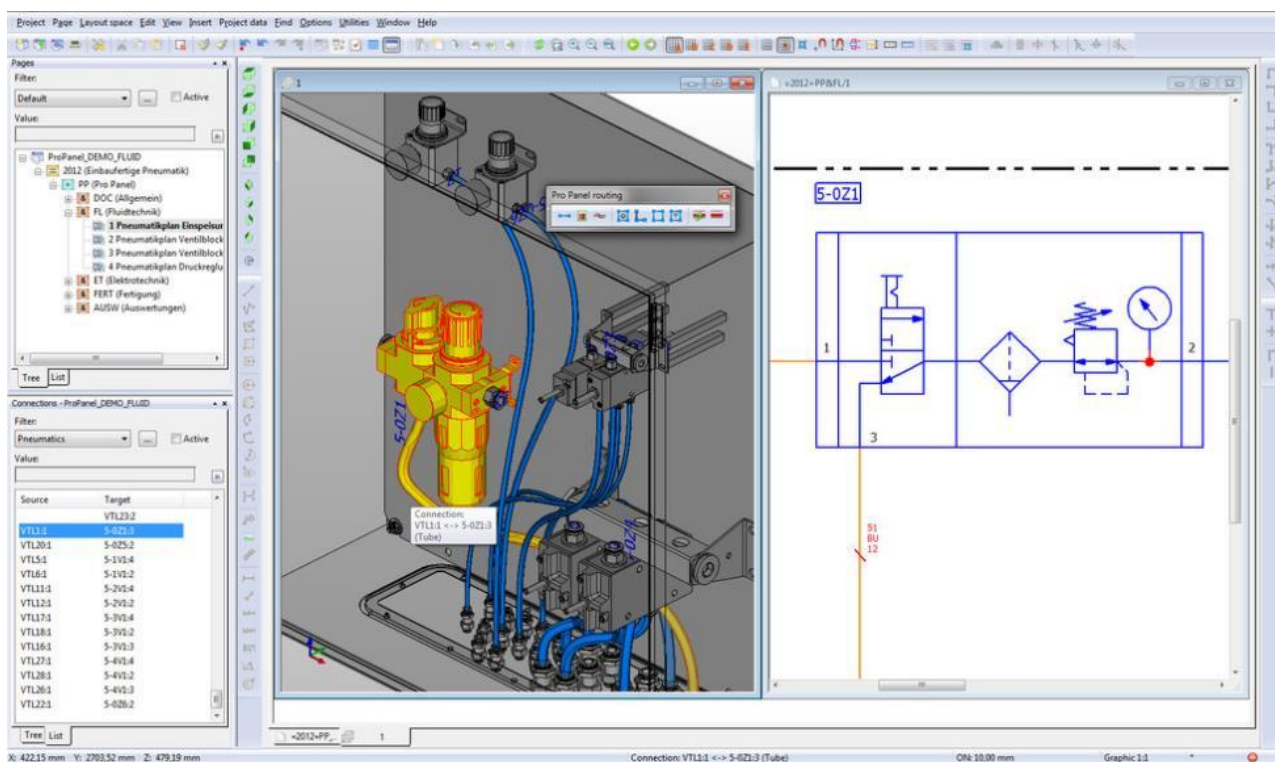 Project Page Layout space Edit View Insert Project data Find Options Utilities Window Help
Pages
Filter:
Default
...
Active
Value:
ProPanel_DEMO_FLUID
2012 (Einbaufertige Pneumatik)
PP (Pro Panel)
DOC (Allgemein)
FL (Fluidtechnik)
1 Pneumatikplan Einspeisur
2 Pneumatikplan Ventilblock
3 Pneumatikplan Ventilblock
4 Pneumatikplan Druckreglu
ET (Elektrotechnik)
FERT (Fertigung)
AUSW (Auswertungen)
Tree List
Connections - ProPanel_DEMO_FLUID
Filter:
Pneumatics
...
Active
Value:
Source Target
VTL23:2
VTL1:1 5-0Z1:3
VTL20:1 5-0Z5:2
VTL5:1 5-1V1:4
VTL6:1 5-1V1:2
VTL11:1 5-2V1:4
VTL12:1 5-2V1:2
VTL17:1 5-3V1:4
VTL18:1 5-3V1:2
VTL16:1 5-3V1:3
VTL27:1 5-4V1:4
VTL28:1 5-4V1:2
VTL26:1 5-4V1:3
VTL22:1 5-0Z6:2
Tree List
1
Pro Panel routing
5-0Z1
Connection:
VTL1:1 <-> 5-0Z1:3
(Tube)
=2012+PP&FL/1
5-0Z1
1
2
3
51
BU
12
=2012+PP_
1
X: 422,15 mm Y: 2703,52 mm Z: 479,19 mm
Connection: VTL1:1 <-> 5-0Z1:3 (Tube)
ON: 10,00 mm
Graphic 1:1
*